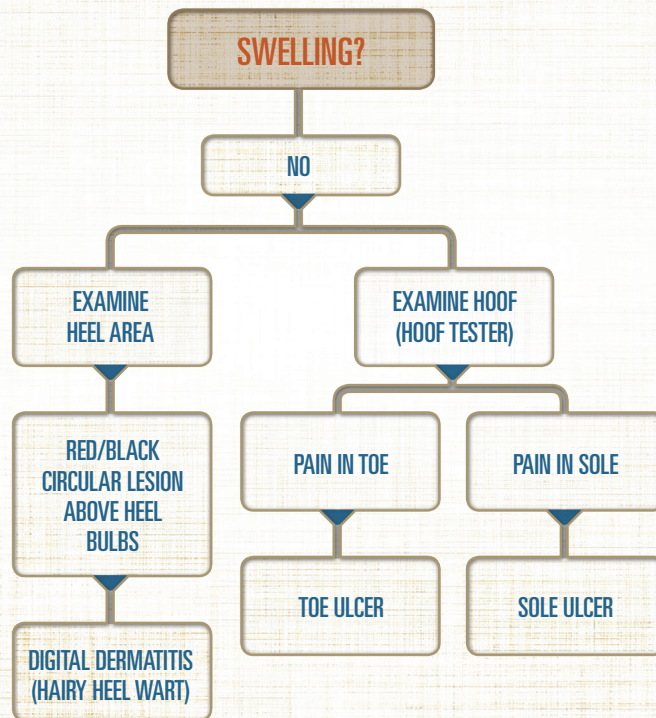 SWELLING?
NO
EXAMINE
HEEL AREA
EXAMINE HOOF
(HOOF TESTER)
RED/BLACK
CIRCULAR LESION
ABOVE HEEL
BULBS
PAIN IN TOE
PAIN IN SOLE
TOE ULCER
SOLE ULCER
DIGITAL DERMATITIS
(HAIRY HEEL WART)